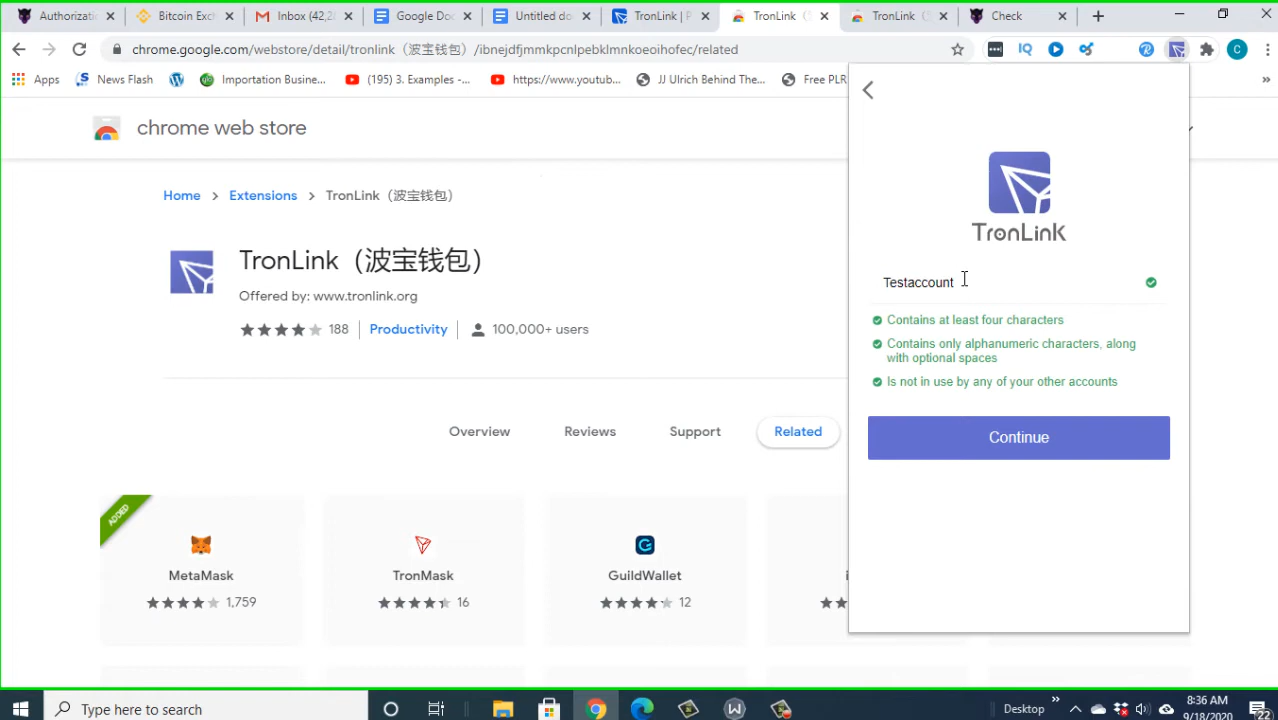 Authorizati
Bitcoin Exc
Inbox (42,2
Google Doc
Untitled do
TronLink | P
TronLink (
TronLink (
Check
chrome.google.com/webstore/detail/tronlink（波宝钱包）/ibnejdfjmmkpcnlpebklmnkoeoihofec/related
IQ
R
C
Apps
News Flash
Importation Busine...
(195) 3. Examples -...
https://www.youtub...
JJ Ulrich Behind The...
Free PLR
»
chrome web store
Home > Extensions > TronLink（波宝钱包）
TronLink（波宝钱包）
Offered by: www.tronlink.org
188
Productivity
100,000+ users
Overview
Reviews
Support
Related
ADDED
MetaMask
1,759
TronMask
16
GuildWallet
12
i
TronLink
Testaccount
Contains at least four characters
Contains only alphanumeric characters, along
with optional spaces
Is not in use by any of your other accounts
Continue
Type here to search
Desktop
»
8:36 AM
9/18/2020
22